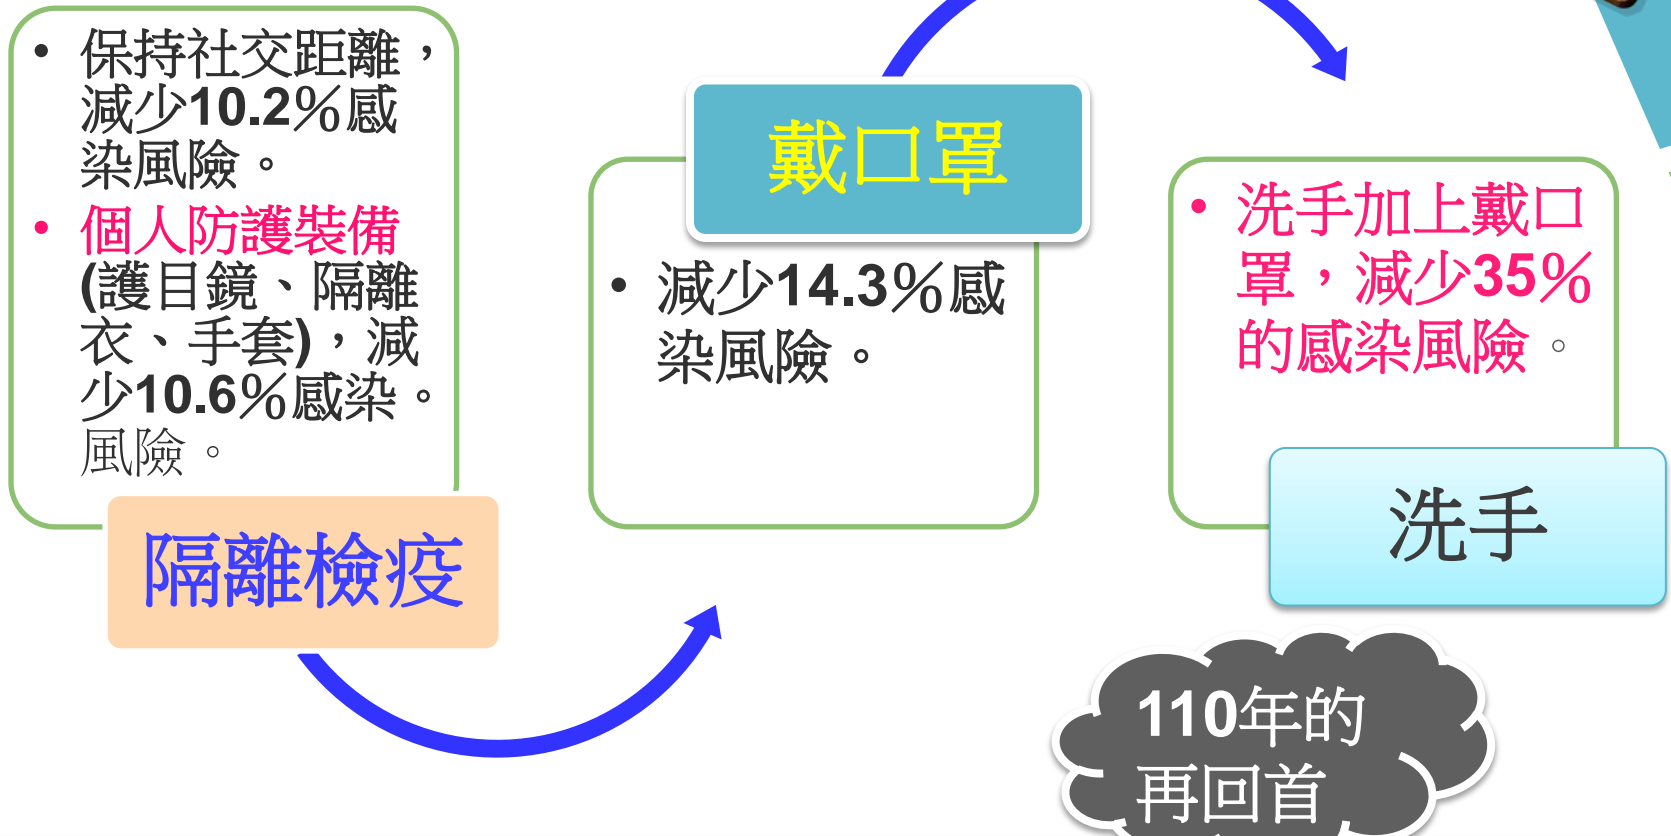 • 保持社交距離，
減少10.2％感
染風險。
• 個人防護裝備
(護目鏡、隔離
衣、手套)，減
少10.6％感染。
風險。
隔離檢疫
戴口罩
• 減少14.3％感
染風險。
• 洗手加上戴口
罩，減少35％
的感染風險。
洗手
110年的
再回首